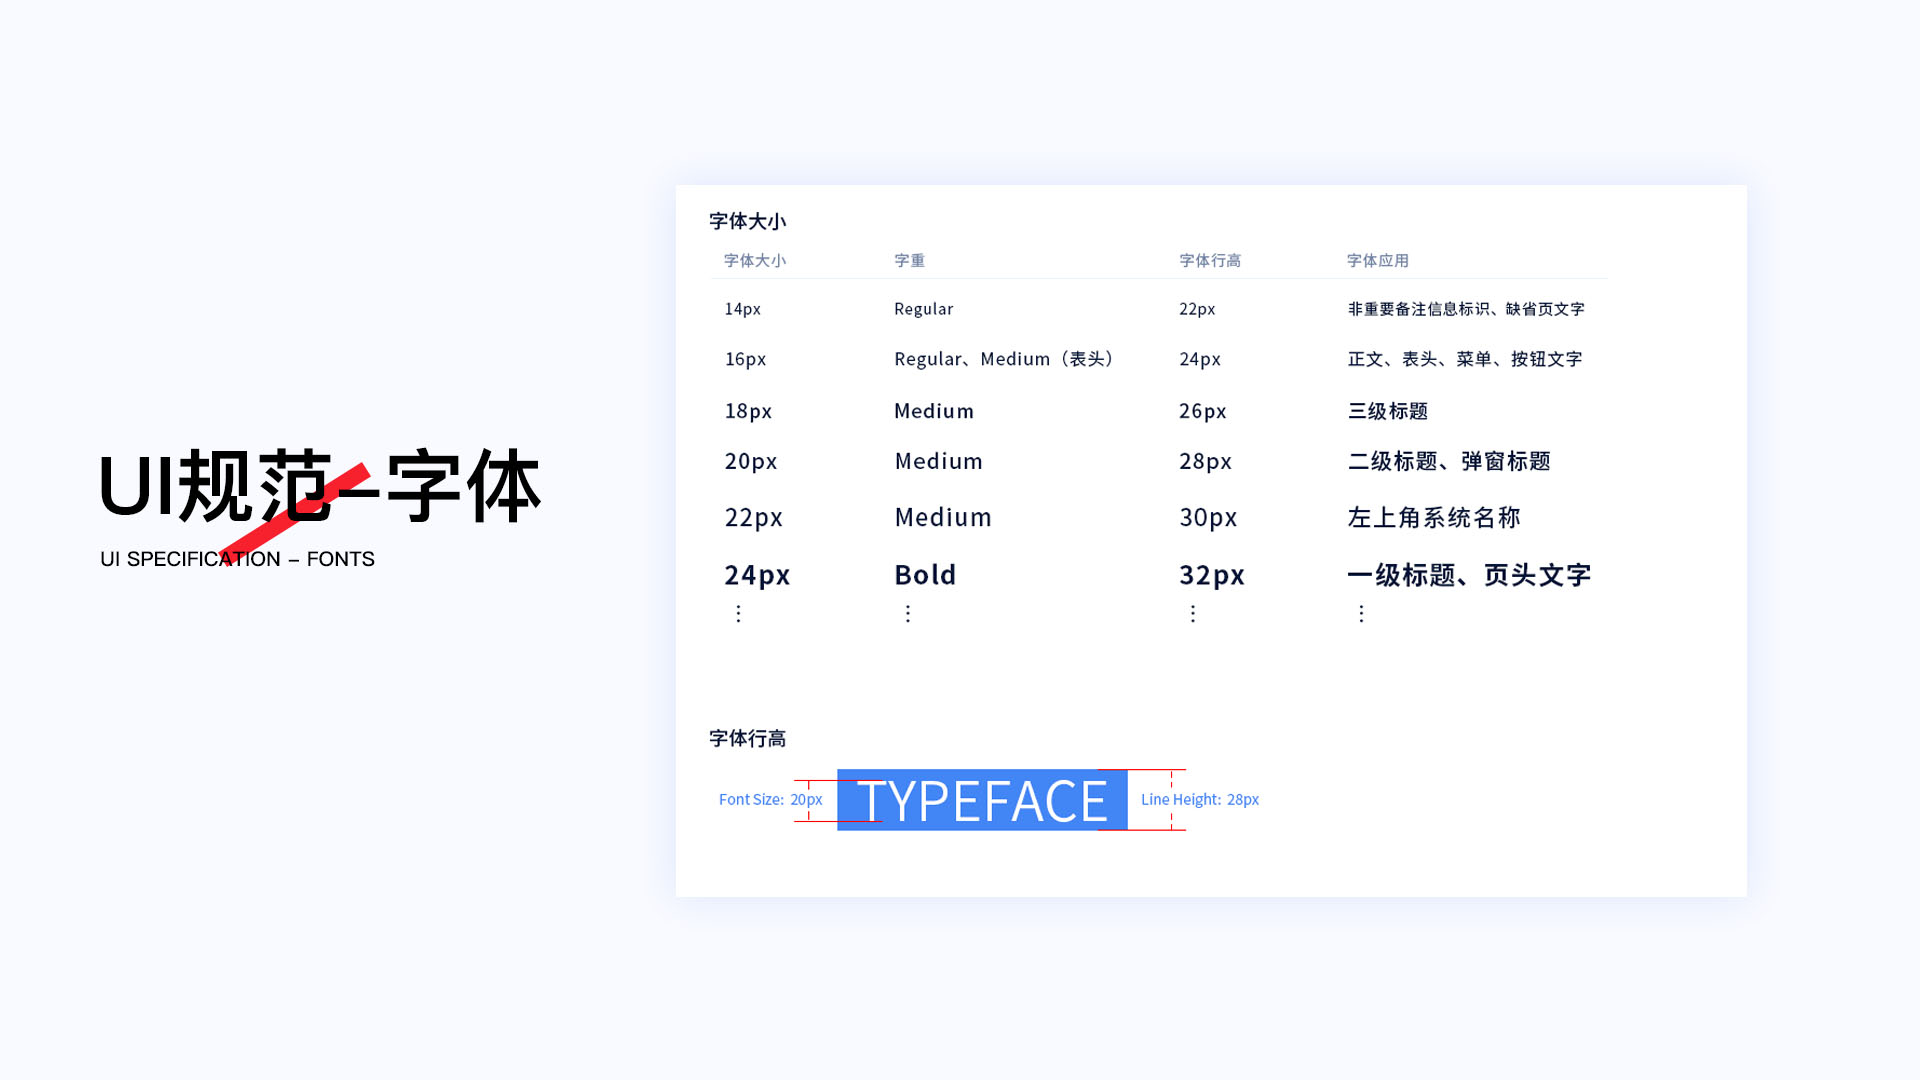 UI规范–字体
UI SPECIFICATION – FONTS
字体大小
字体大小 字重 字体行高 字体应用
14px Regular 22px 非重要备注信息标识、缺省页文字
16px Regular、Medium（表头） 24px 正文、表头、菜单、按钮文字
18px Medium 26px 三级标题
20px Medium 28px 二级标题、弹窗标题
22px Medium 30px 左上角系统名称
24px Bold 32px 一级标题、页头文字
⋮ ⋮ ⋮ ⋮
字体行高
Font Size: 20px TYPEFACE Line Height: 28px